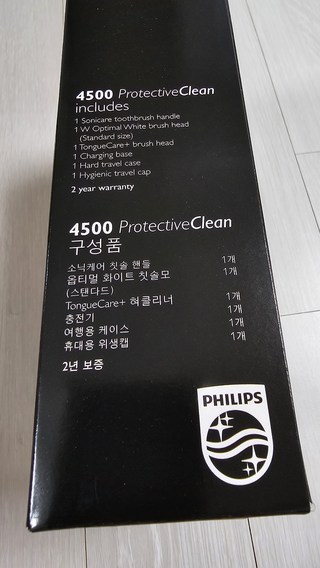 4500 ProtectiveClean
includes
1 Sonicare toothbrush handle
1 W Optimal White brush head
(Standard size)
1 TongueCare+ brush head
1 Charging base
1 Hard travel case
1 Hygienic travel cap
2 year warranty
4500 ProtectiveClean
구성품
소닉케어 칫솔 핸들 1개
옵티멀 화이트 칫솔모 1개
(스탠다드)
TongueCare+ 혀클리너 1개
충전기 1개
여행용 케이스 1개
휴대용 위생캡 1개
2년 보증
PHILIPS